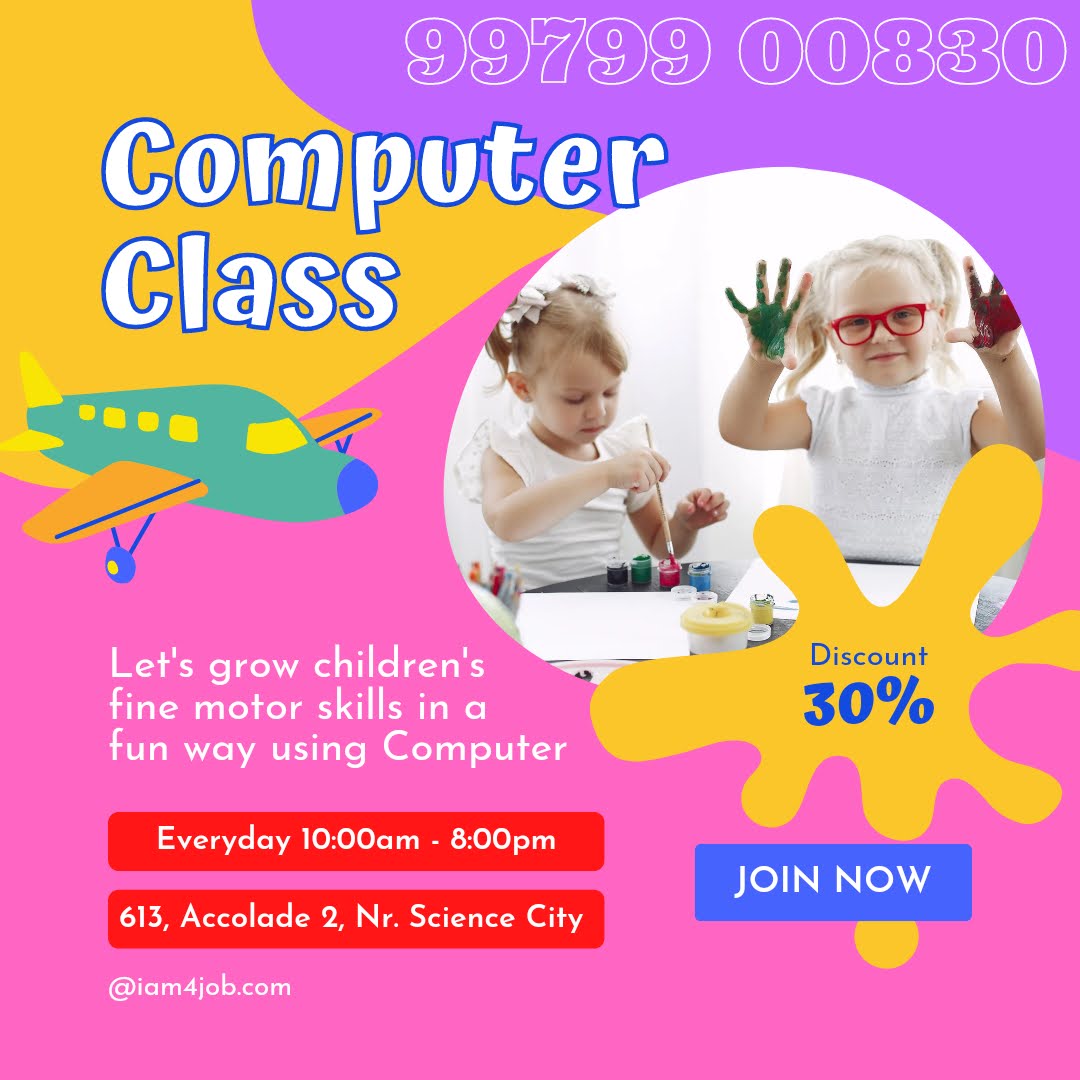 99799 00830
Computer
Class
Let's grow children's
fine motor skills in a
fun way using Computer
Discount
30%
Everyday 10:00am - 8:00pm
JOIN NOW
613, Accolade 2, Nr. Science City
@iam4job.com